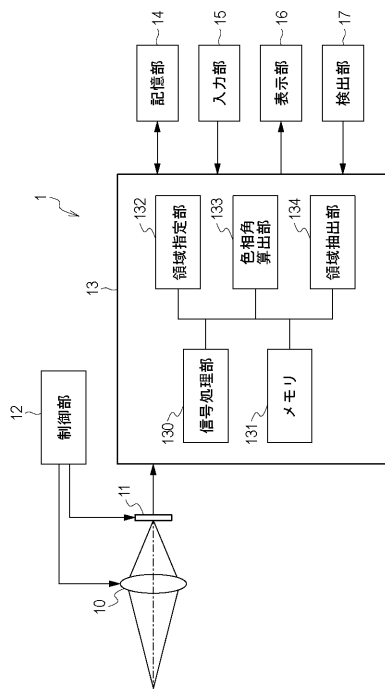 1
12
制御部
10
11
13
130
信号処理部
131
メモリ
132
領域指定部
133
色相角
算出部
134
領域抽出部
14
記憶部
15
入力部
16
表示部
17
検出部